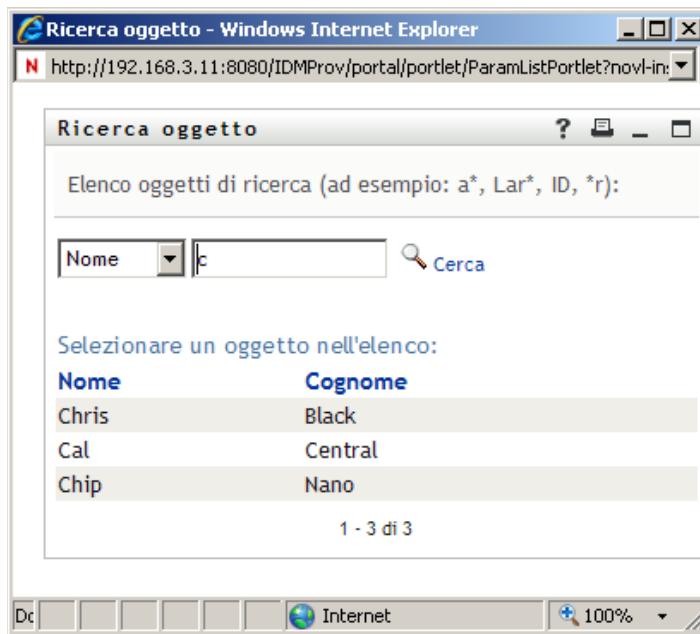 Ricerca oggetto - Windows Internet Explorer
N http://192.168.3.11:8080/IDMProv/portal/portlet/ParamListPortlet?novl-in
Ricerca oggetto ?
Elenco oggetti di ricerca (ad esempio: a*, Lar*, ID, *r):
Nome c Cerca
Selezionare un oggetto nell'elenco:
Nome Cognome
Chris Black
Cal Central
Chip Nano
1 - 3 di 3
Internet 100%